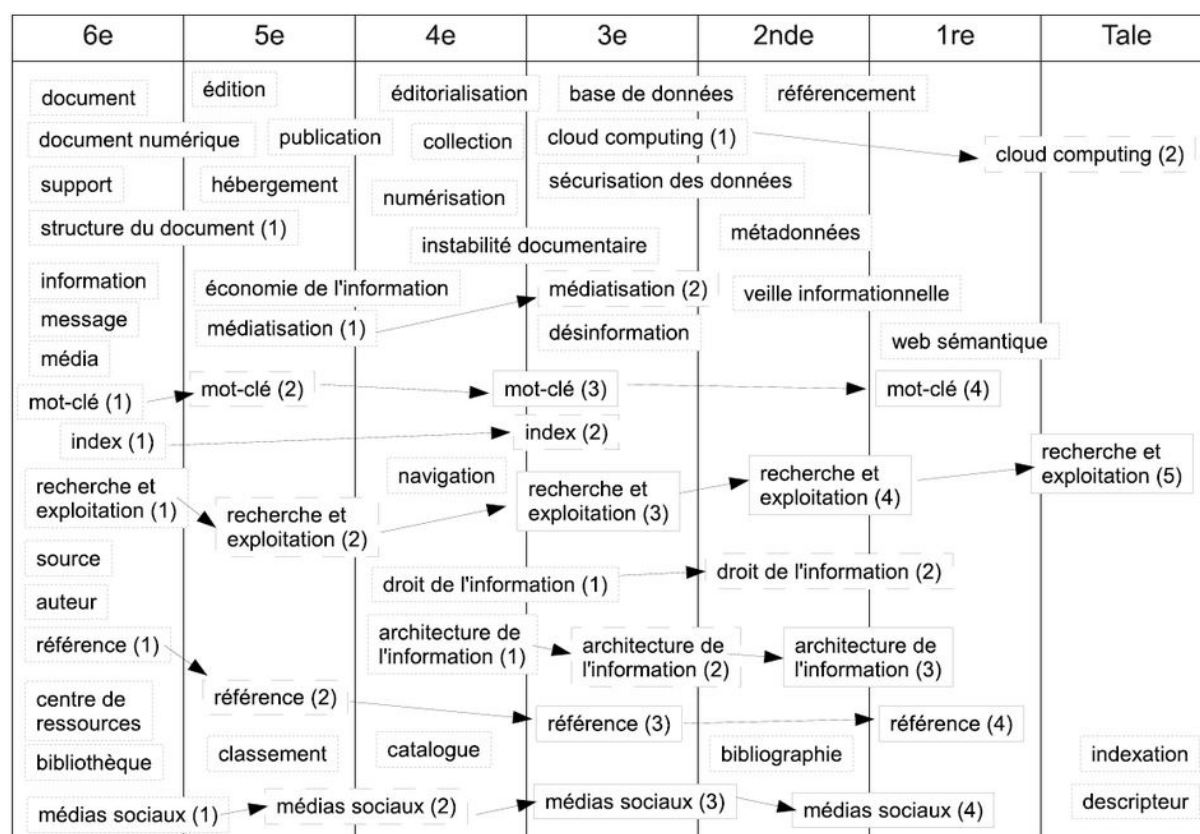 6e 5e 4e 3e 2nde 1re Tale
document édition éditorialisation base de données référencement
document numérique publication collection cloud computing (1) cloud computing (2)
support hébergement numérisation sécurisation des données
structure du document (1) instabilité documentaire métadonnées
information économie de l'information médiatisation (2) veille informationnelle
message médiatisation (1) désinformation web sémantique
média
mot-clé (1) mot-clé (2) mot-clé (3) mot-clé (4)
index (1) index (2)
recherche et
exploitation (1)
recherche et
exploitation (2)
navigation
recherche et
exploitation (3)
recherche et
exploitation (4)
recherche et
exploitation (5)
source
droit de l'information (1) droit de l'information (2)
auteur
référence (1)
architecture de
l'information (1)
architecture de
l'information (2)
architecture de
l'information (3)
centre de
ressources
référence (2) référence (3) référence (4)
bibliothèque classement catalogue bibliographie indexation
médias sociaux (1) médias sociaux (2) médias sociaux (3) médias sociaux (4) descripteur